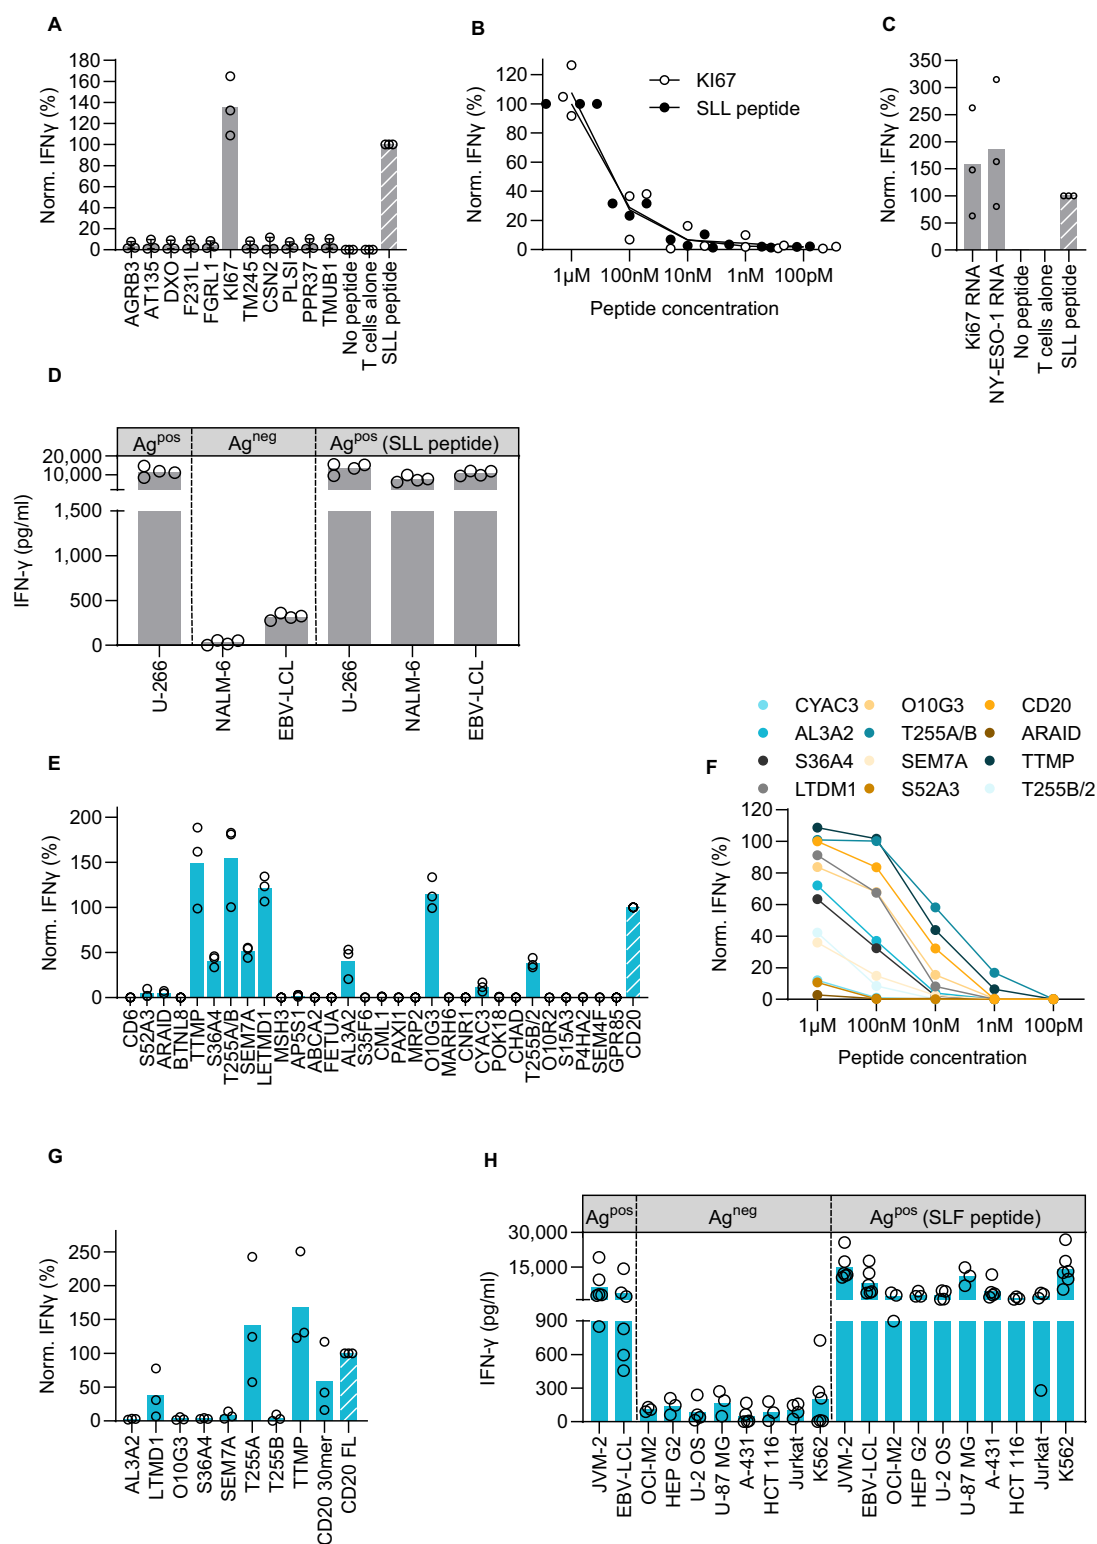 A
Norm. IFNγ (%)
180
160
140
120
100
80
60
40
20
0
AGRB3
AT135
DXO
F231L
FGRL1
KI67
TM245
CSN2
PLSI
PPR37
TMUB1
No peptide
T cells alone
SLL peptide
B
Norm. IFNγ (%)
120
100
80
60
40
20
0
KI67
SLL peptide
1µM 100nM 10nM 1nM 100pM
Peptide concentration
C
Norm. IFNγ (%)
350
300
250
200
150
100
50
0
Ki67 RNA
NY-ESO-1 RNA
No peptide
T cells alone
SLL peptide
D
Agpos Agneg Agpos (SLL peptide)
IFN-γ (pg/ml)
20,000
10,000
1,500
1,000
500
0
U-266
NALM-6
EBV-LCL
U-266
NALM-6
EBV-LCL
E
Norm. IFNγ (%)
200
150
100
50
0
CD6
S52A3
ARAID
BTNL8
TTMP
S36A4
T255A/B
SEM7A
LETMD1
MSH3
AP5S1
ABCA2
FETUA
AL3A2
S35F6
CML1
PAXI1
MRP2
O10G3
MARH6
CNR1
CYAC3
POK18
CHAD
T255B/2
O10R2
S15A3
P4HA2
SEM4F
GPR85
CD20
CYAC3 O10G3 CD20
AL3A2 T255A/B ARAID
S36A4 SEM7A TTMP
LTDM1 S52A3 T255B/2
F
Norm. IFNγ (%)
120
100
80
60
40
20
0
1µM 100nM 10nM 1nM 100pM
Peptide concentration
G
Norm. IFNγ (%)
250
200
150
100
50
0
AL3A2
LTMD1
O10G3
S36A4
SEM7A
T255A
T255B
TTMP
CD20 30mer
CD20 FL
H
Agpos Agneg Agpos (SLF peptide)
IFN-γ (pg/ml)
30,000
15,000
900
600
300
0
JVM-2
EBV-LCL
OCI-M2
HEP G2
U-2 OS
U-87 MG
A-431
HCT 116
Jurkat
K562
JVM-2
EBV-LCL
OCI-M2
HEP G2
U-2 OS
U-87 MG
A-431
HCT 116
Jurkat
K562